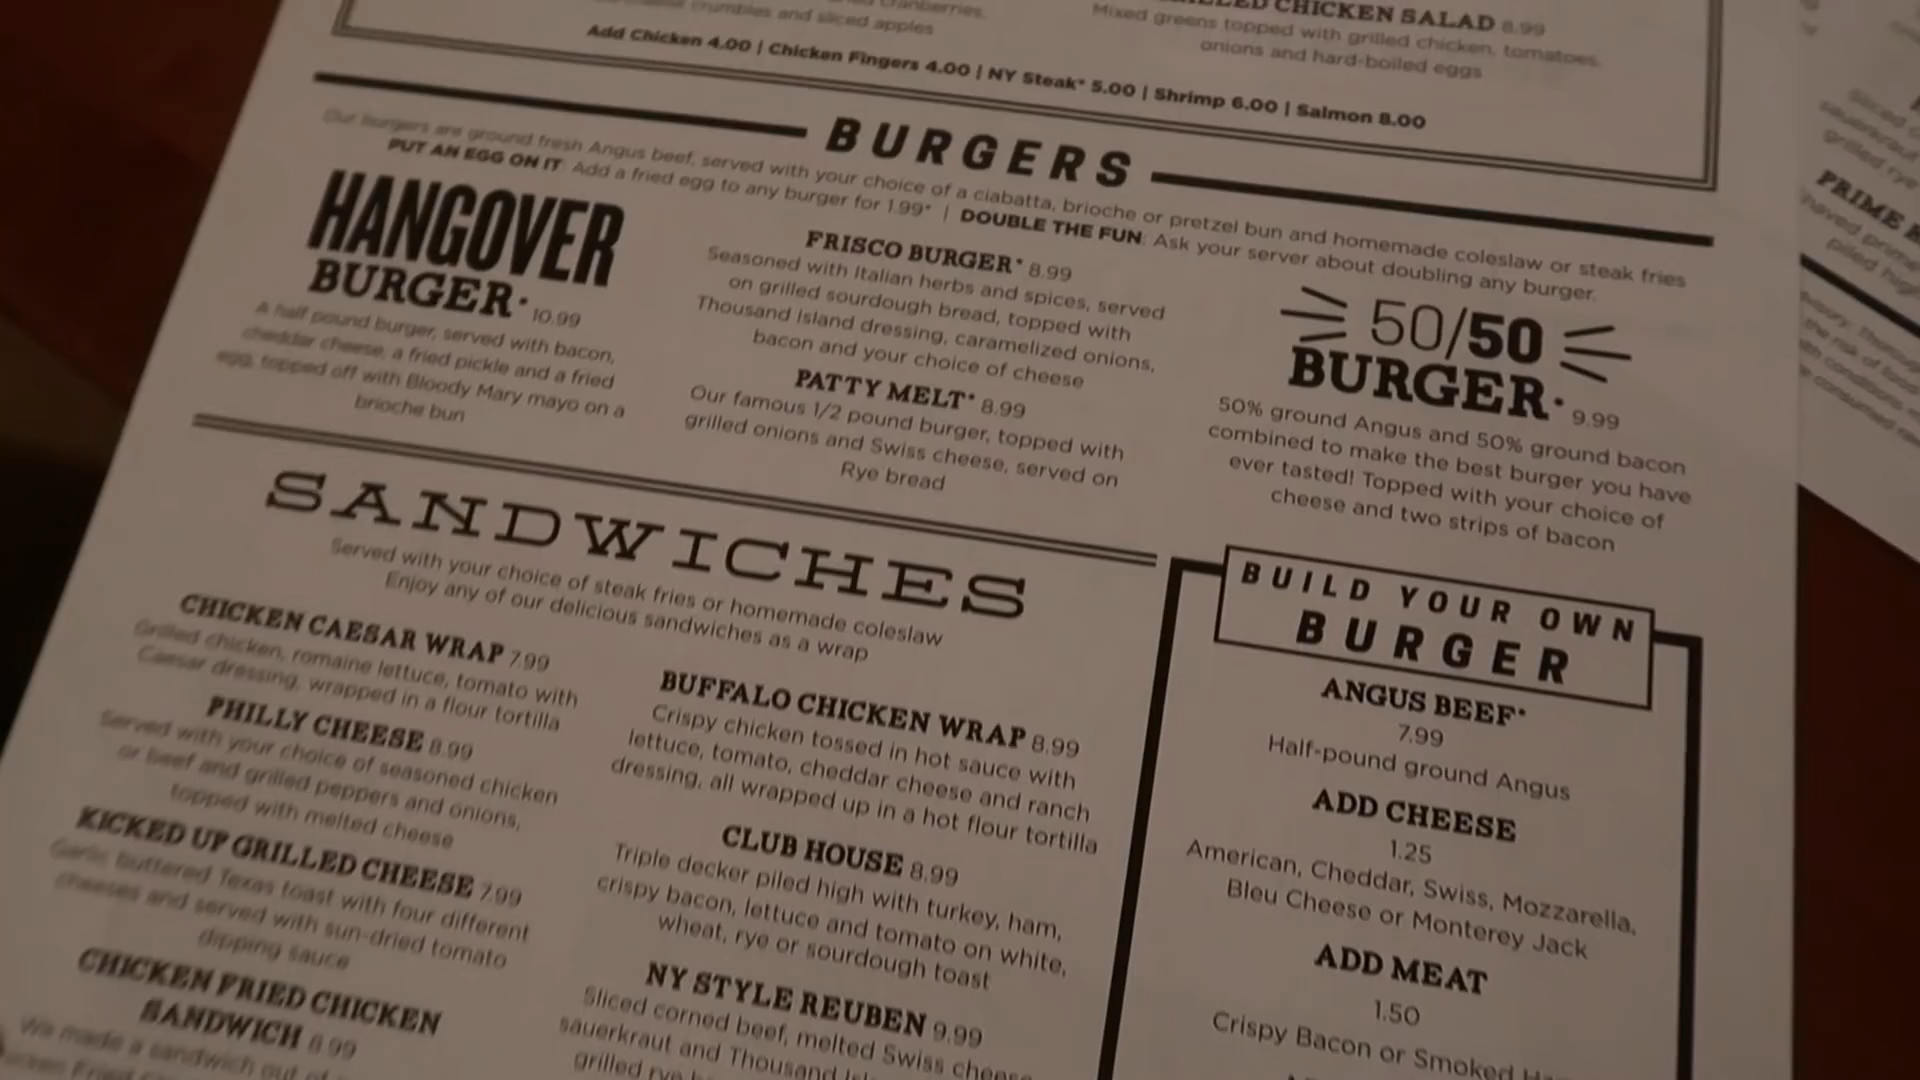 crumbles and sliced apples
CHICKEN SALAD 8.99
Mixed greens topped with grilled chicken, tomatoes,
onions and hard-boiled eggs
Add Chicken 4.00 | Chicken Fingers 4.00 | NY Steak* 5.00 | Shrimp 6.00 | Salmon 8.00
BURGERS
Our burgers are ground fresh Angus beef, served with your choice of a ciabatta, brioche or pretzel bun and homemade coleslaw or steak fries
PUT AN EGG ON IT: Add a fried egg to any burger for 1.99* | DOUBLE THE FUN: Ask your server about doubling any burger.
HANGOVER
BURGER* 10.99
A half pound burger, served with bacon,
cheddar cheese, a fried pickle and a fried
egg, topped off with Bloody Mary mayo on a
brioche bun
FRISCO BURGER* 8.99
Seasoned with Italian herbs and spices, served
on grilled sourdough bread, topped with
Thousand Island dressing, caramelized onions,
bacon and your choice of cheese
PATTY MELT* 8.99
Our famous 1/2 pound burger, topped with
grilled onions and Swiss cheese, served on
Rye bread
50/50
BURGER* 9.99
50% ground Angus and 50% ground bacon
combined to make the best burger you have
ever tasted! Topped with your choice of
cheese and two strips of bacon
SANDWICHES
Served with your choice of steak fries or homemade coleslaw
Enjoy any of our delicious sandwiches as a wrap
CHICKEN CAESAR WRAP 7.99
Grilled chicken, romaine lettuce, tomato with
Caesar dressing, wrapped in a flour tortilla
PHILLY CHEESE 8.99
Served with your choice of seasoned chicken
or beef and grilled peppers and onions,
topped with melted cheese
KICKED UP GRILLED CHEESE 7.99
Garlic buttered Texas toast with four different
cheeses and served with sun-dried tomato
dipping sauce
CHICKEN FRIED CHICKEN
SANDWICH 8.99
We made a sandwich out of
BUFFALO CHICKEN WRAP 8.99
Crispy chicken tossed in hot sauce with
lettuce, tomato, cheddar cheese and ranch
dressing, all wrapped up in a hot flour tortilla
CLUB HOUSE 8.99
Triple decker piled high with turkey, ham,
crispy bacon, lettuce and tomato on white,
wheat, rye or sourdough toast
NY STYLE REUBEN 9.99
Sliced corned beef, melted Swiss cheese
sauerkraut and Thousand
grilled
BUILD YOUR OWN
BURGER
ANGUS BEEF*
7.99
Half-pound ground Angus
ADD CHEESE
1.25
American, Cheddar, Swiss, Mozzarella,
Bleu Cheese or Monterey Jack
ADD MEAT
1.50
Crispy Bacon or Smoked
PRIME
piled high